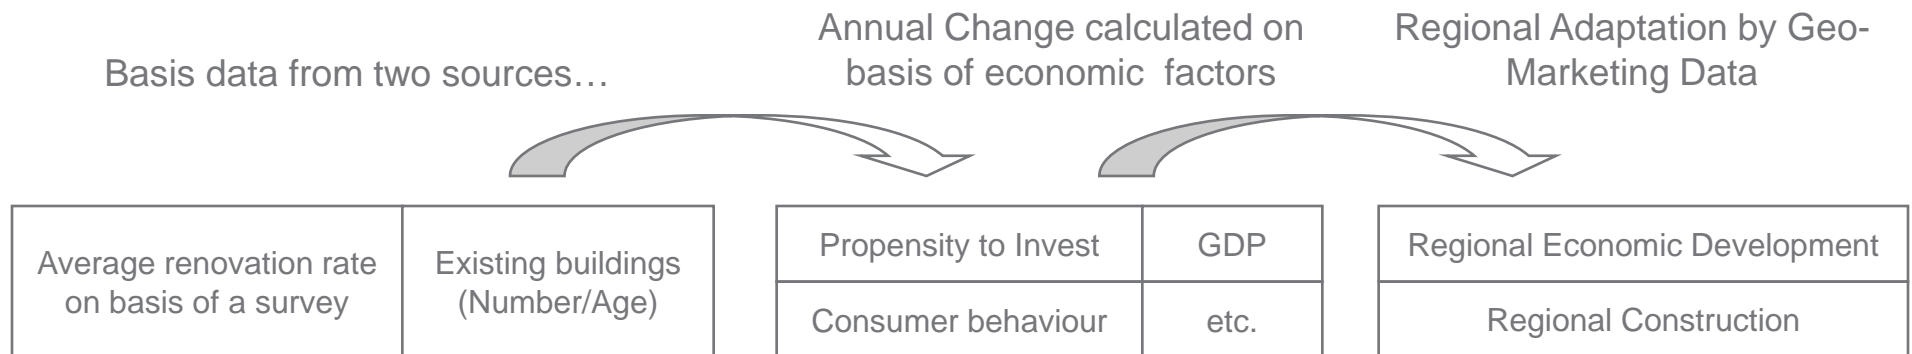 Basis data from two sources…
Annual Change calculated on
basis of economic factors
Regional Adaptation by Geo-
Marketing Data
Average renovation rate
on basis of a survey
Existing buildings
(Number/Age)
Propensity to Invest
GDP
Consumer behaviour
etc.
Regional Economic Development
Regional Construction